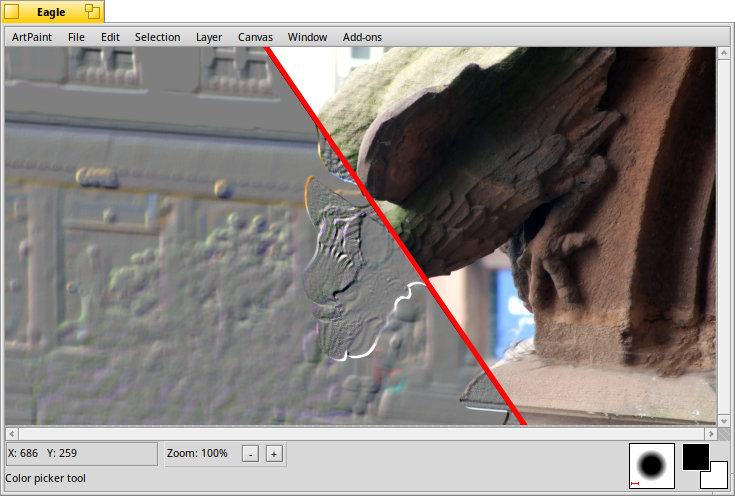 Eagle
ArtPaint File Edit Selection Layer Canvas Window Add-ons
X: 686 Y: 259 Zoom: 100% - +
Color picker tool